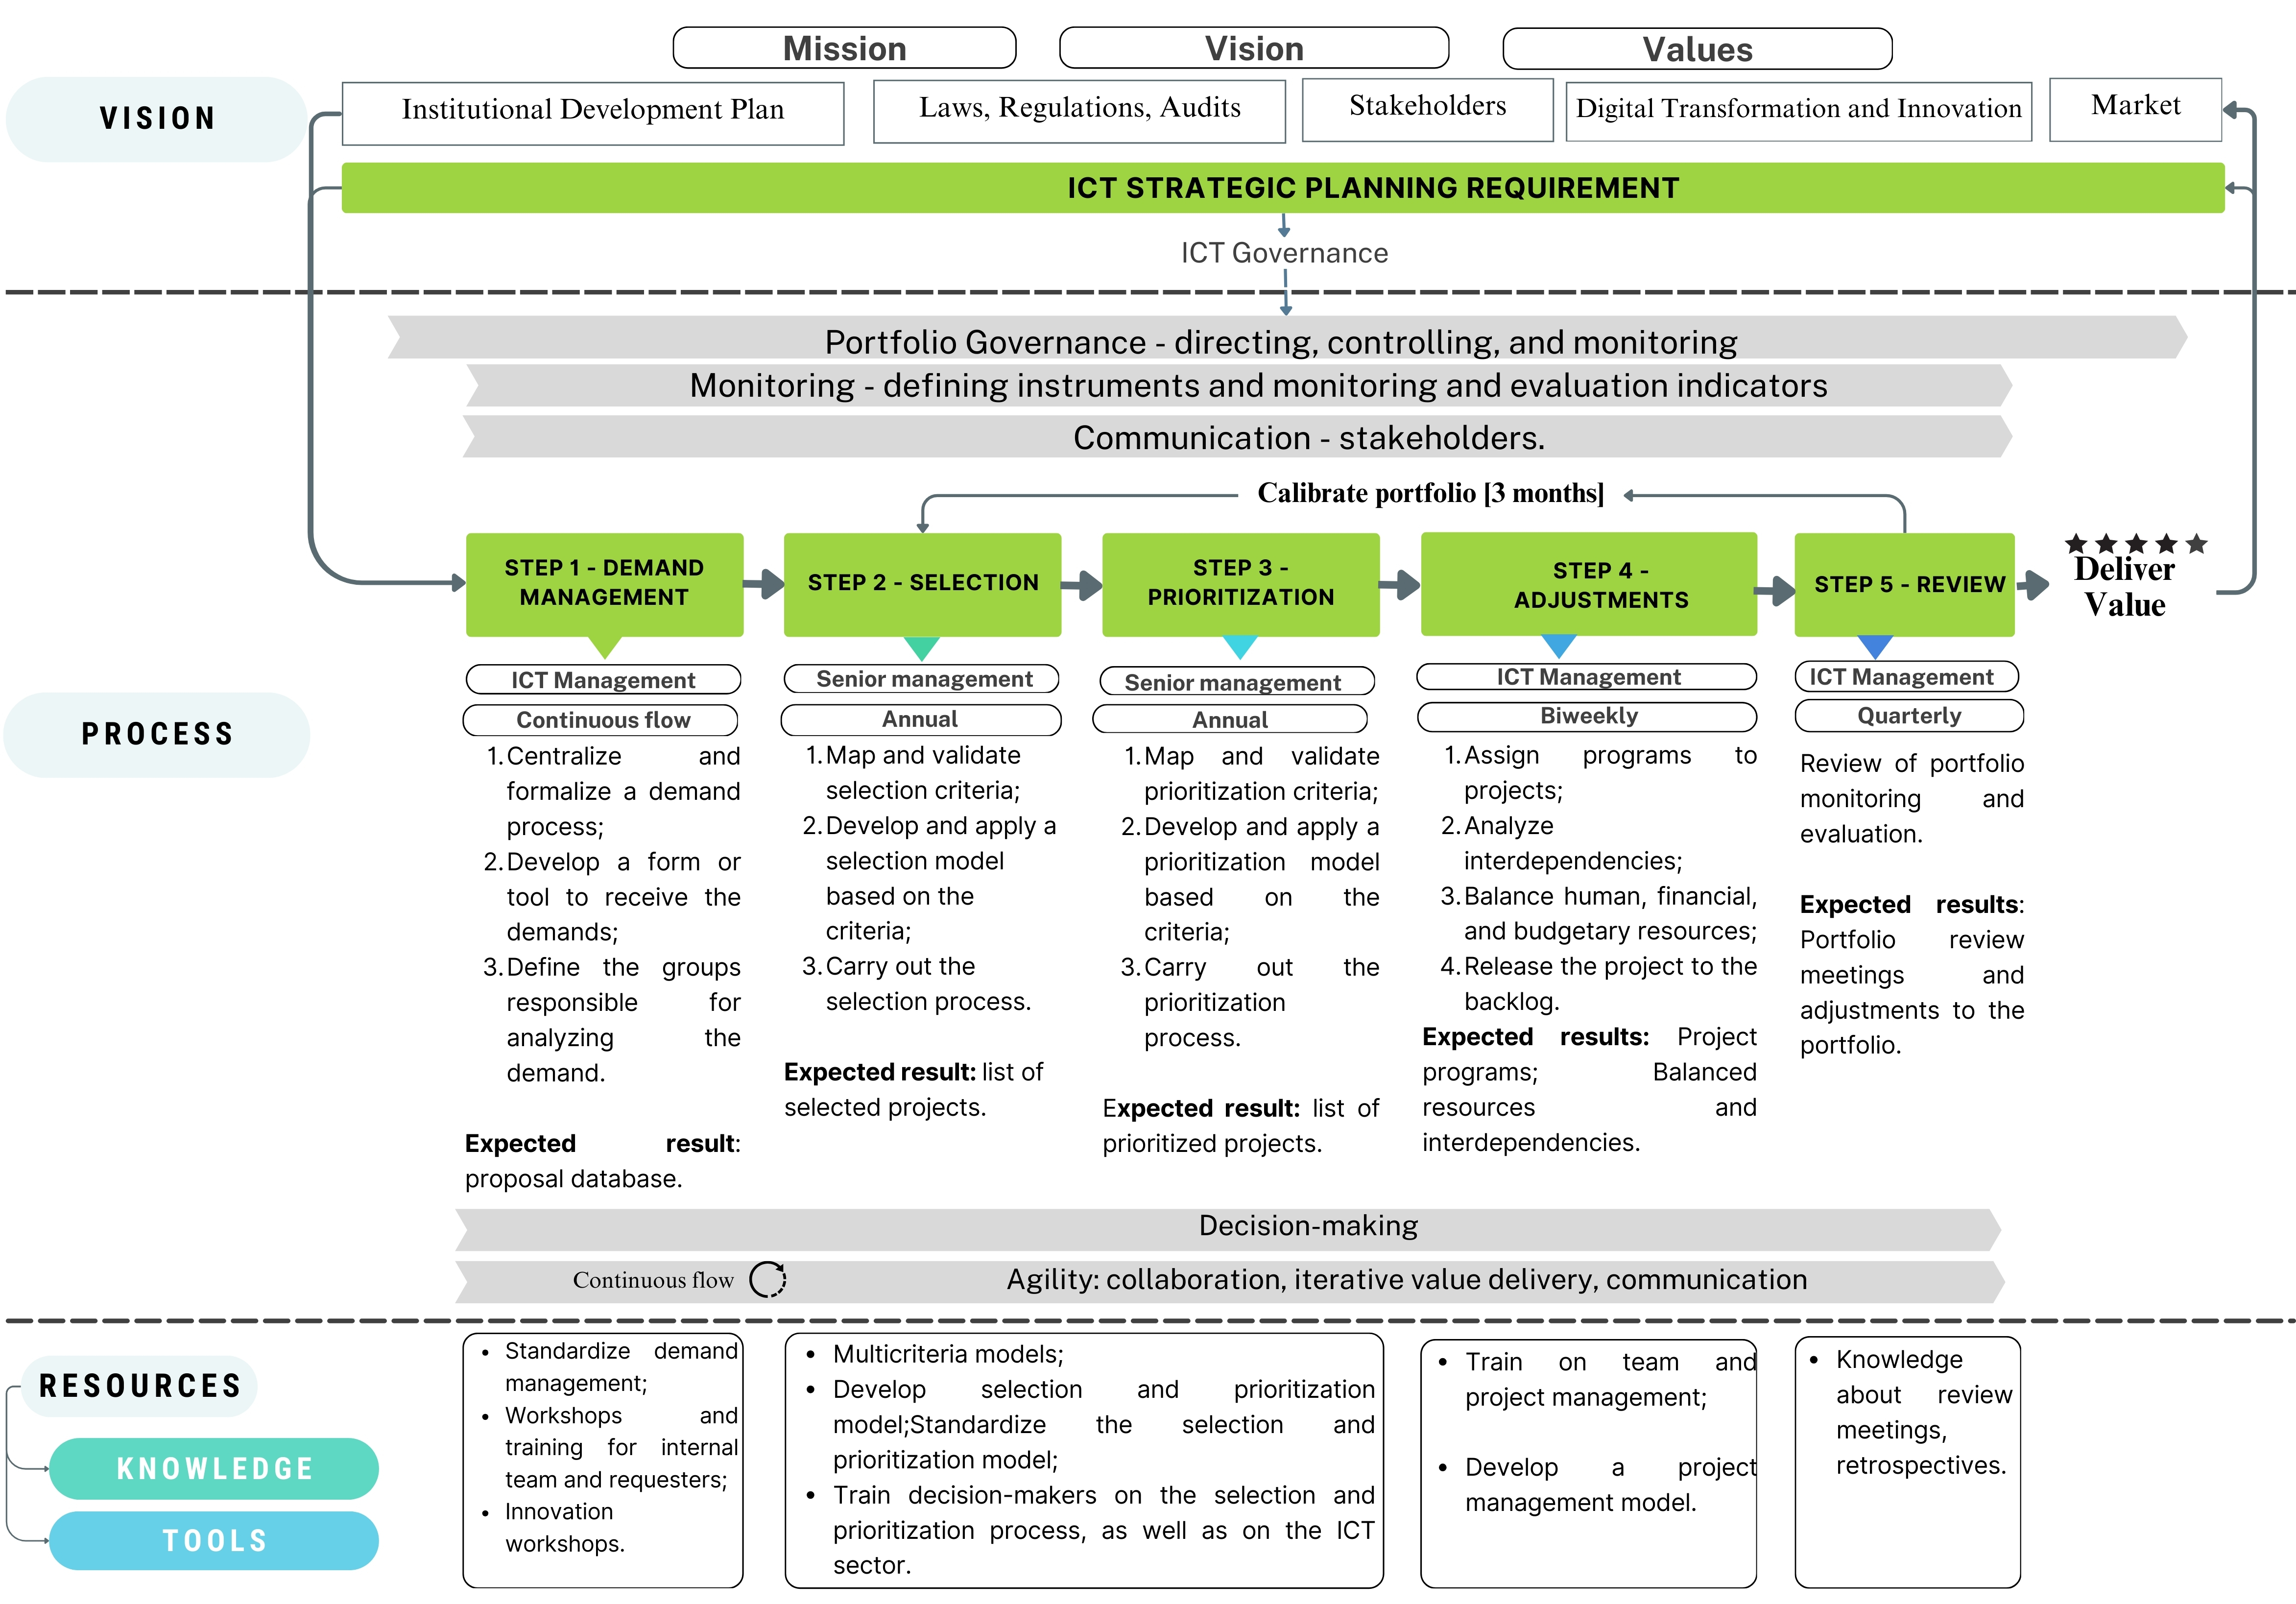 Mission
Vision
Values
VISION
Institutional Development Plan
Laws, Regulations, Audits
Stakeholders
Digital Transformation and Innovation
Market
ICT STRATEGIC PLANNING REQUIREMENT
ICT Governance
Portfolio Governance - directing, controlling, and monitoring
Monitoring - defining instruments and monitoring and evaluation indicators
Communication - stakeholders.
Calibrate portfolio [3 months]
STEP 1 - DEMAND
MANAGEMENT
STEP 2 - SELECTION
STEP 3 -
PRIORITIZATION
STEP 4 -
ADJUSTMENTS
STEP 5 - REVIEW
Deliver
Value
PROCESS
ICT Management
Continuous flow
1. Centralize and
formalize a demand
process;
2. Develop a form or
tool to receive the
demands;
3. Define the groups
responsible for
analyzing the
demand.
Expected result:
proposal database.
Senior management
Annual
1. Map and validate
selection criteria;
2. Develop and apply a
selection model
based on the
criteria;
3. Carry out the
selection process.
Expected result: list of
selected projects.
Senior management
Annual
1. Map and validate
prioritization criteria;
2. Develop and apply a
prioritization model
based on the
criteria;
3. Carry out the
prioritization
process.
Expected result: list of
prioritized projects.
ICT Management
Biweekly
1. Assign programs to
projects;
2. Analyze
interdependencies;
3. Balance human, financial,
and budgetary resources;
4. Release the project to the
backlog.
Expected results: Project
programs; Balanced
resources and
interdependencies.
ICT Management
Quarterly
Review of portfolio
monitoring and
evaluation.
Expected results:
Portfolio review
meetings and
adjustments to the
portfolio.
Decision-making
Continuous flow
Agility: collaboration, iterative value delivery, communication
RESOURCES
KNOWLEDGE
TOOLS
• Standardize demand
management;
• Workshops and
training for internal
team and requesters;
• Innovation
workshops.
• Multicriteria models;
• Develop selection and prioritization
model;Standardize the selection and
prioritization model;
• Train decision-makers on the selection and
prioritization process, as well as on the ICT
sector.
• Train on team and
project management;
• Develop a project
management model.
• Knowledge
about review
meetings,
retrospectives.